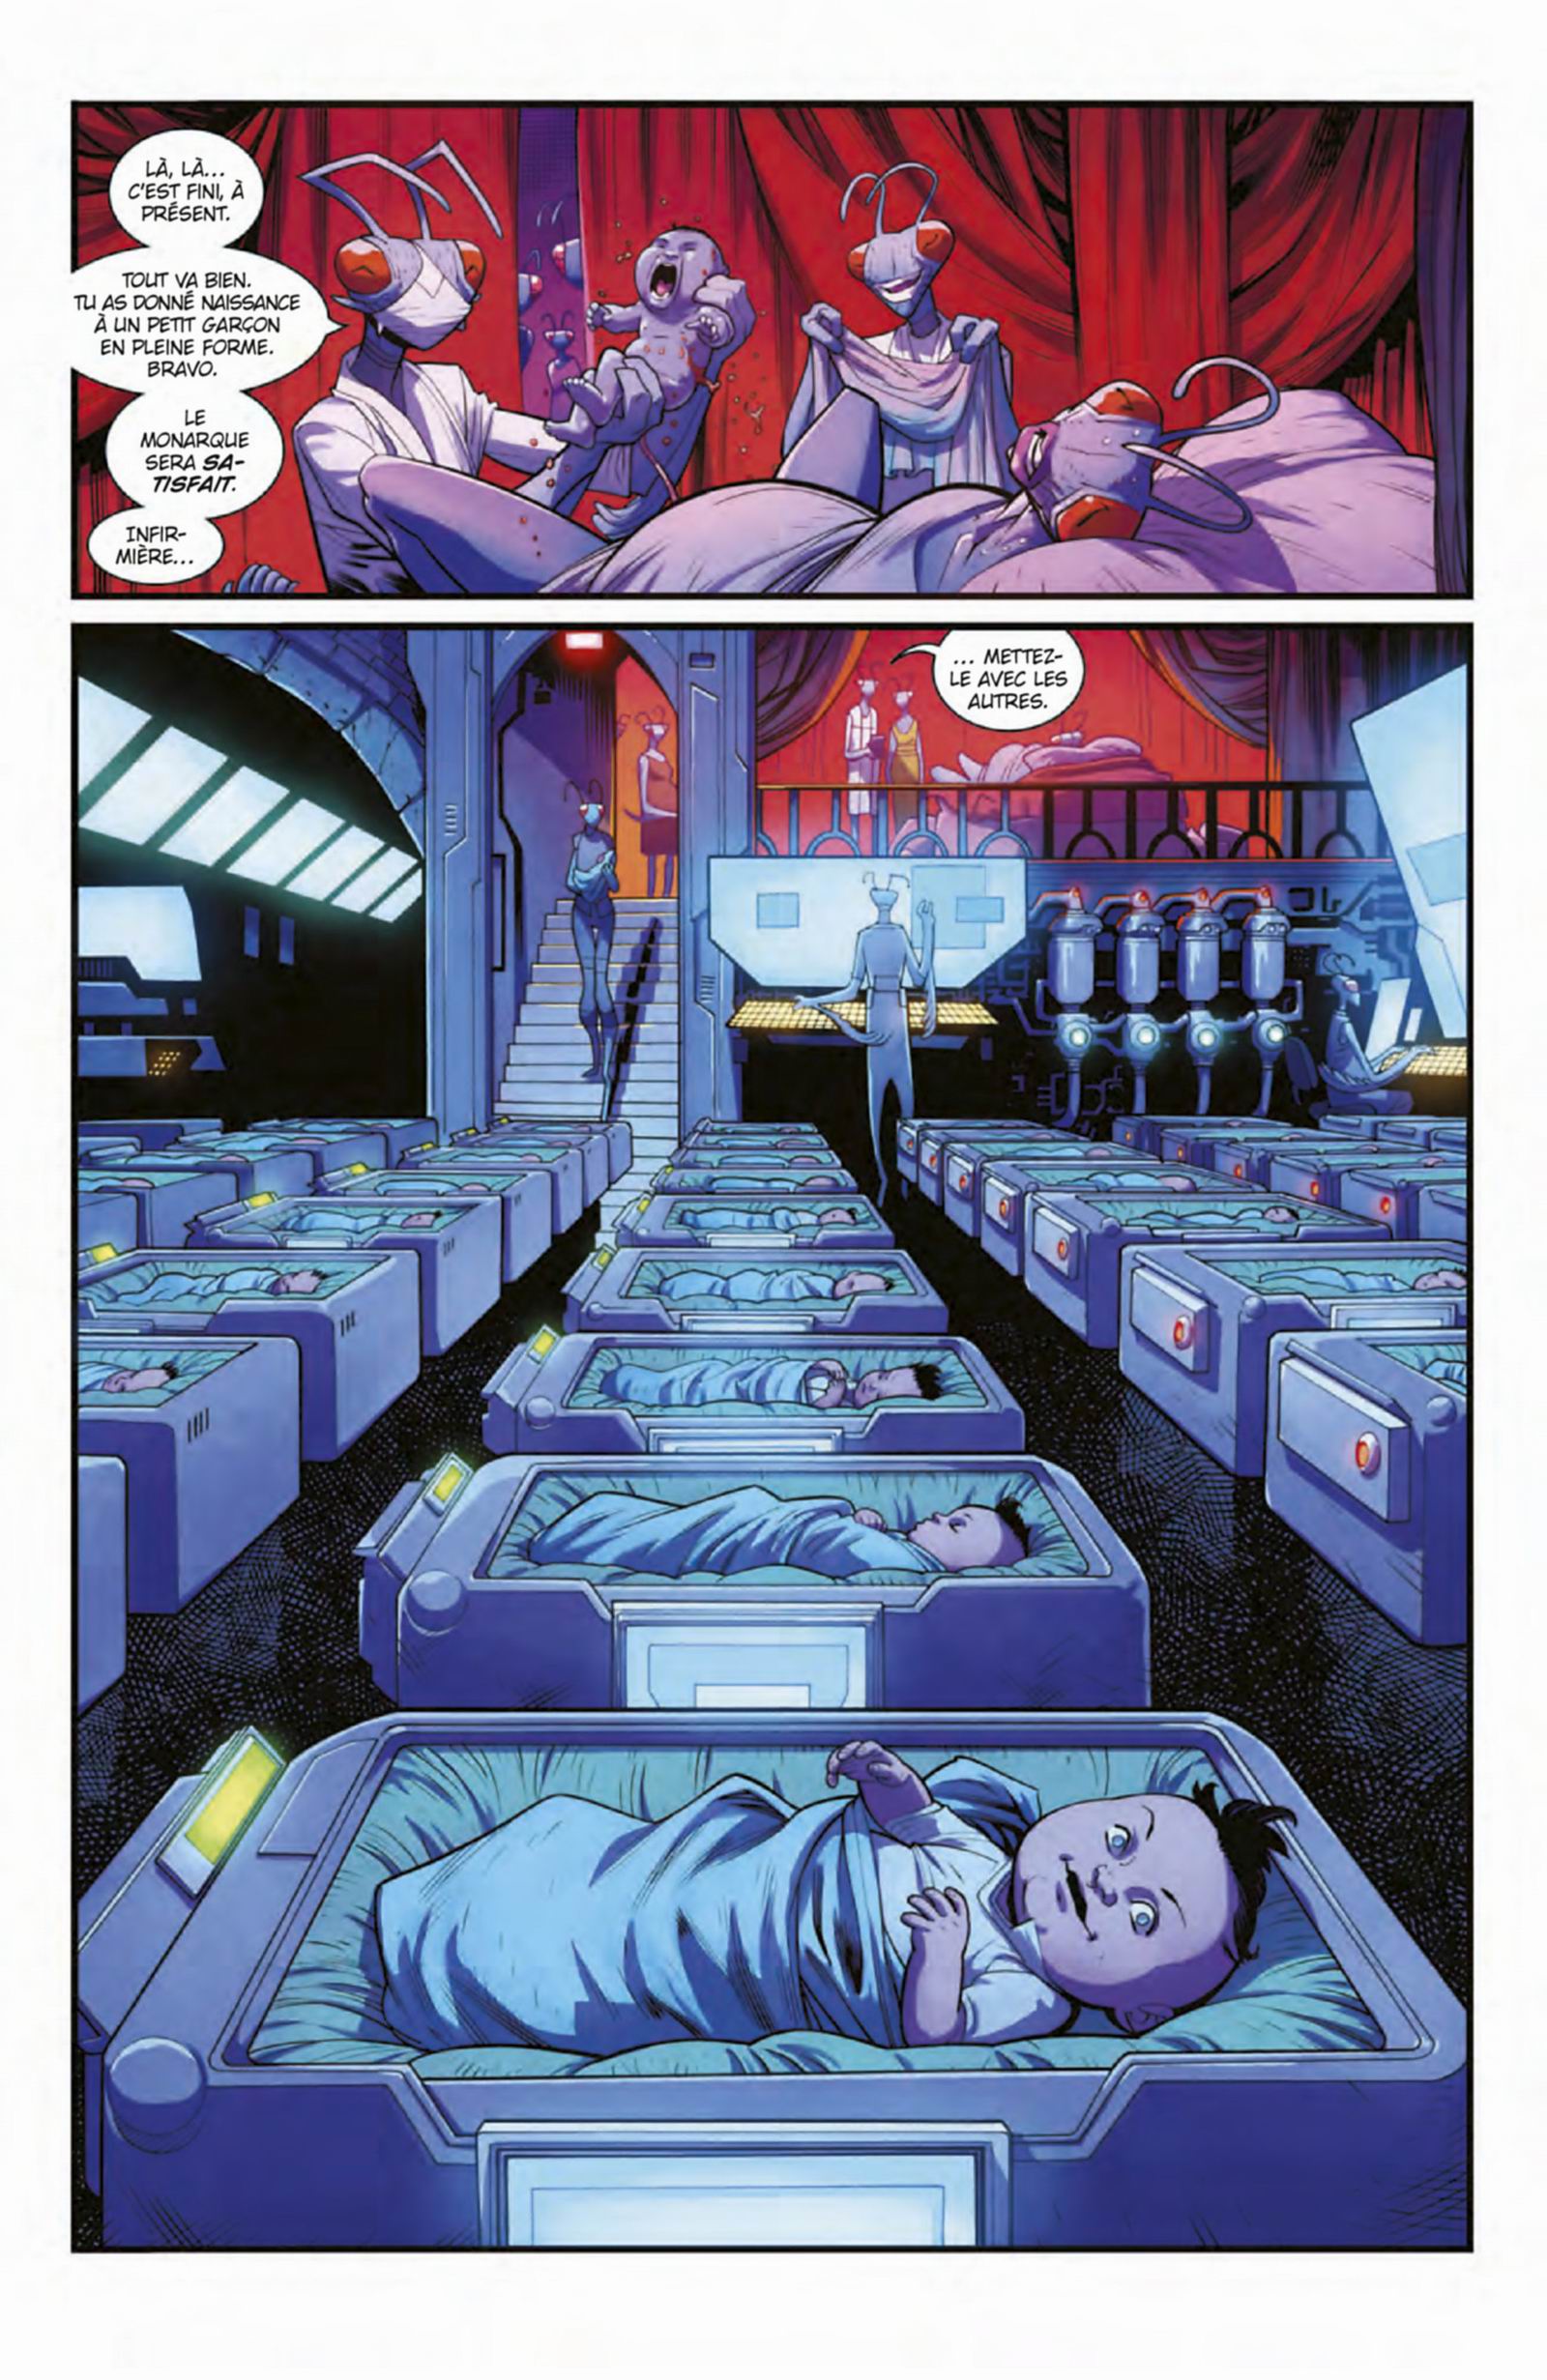 LÀ, LÀ...
C'EST FINI, À
PRÉSENT.
TOUT VA BIEN.
TU AS DONNÉ NAISSANCE
À UN PETIT GARÇON
EN PLEINE FORME.
BRAVO.
LE
MONARQUE
SERA SA-
TISFAIT.
INFIR-
MIÈRE...
... METTEZ-
LE AVEC LES
AUTRES.